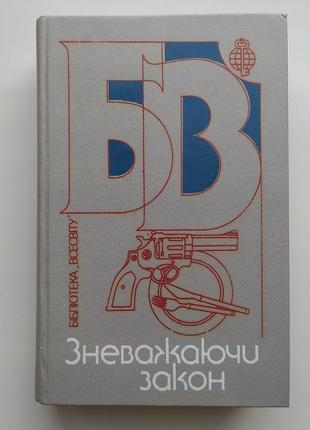 БВ
БІБЛІОТЕКА „ВСЕСВІТУ“
Зневажаючи
закон